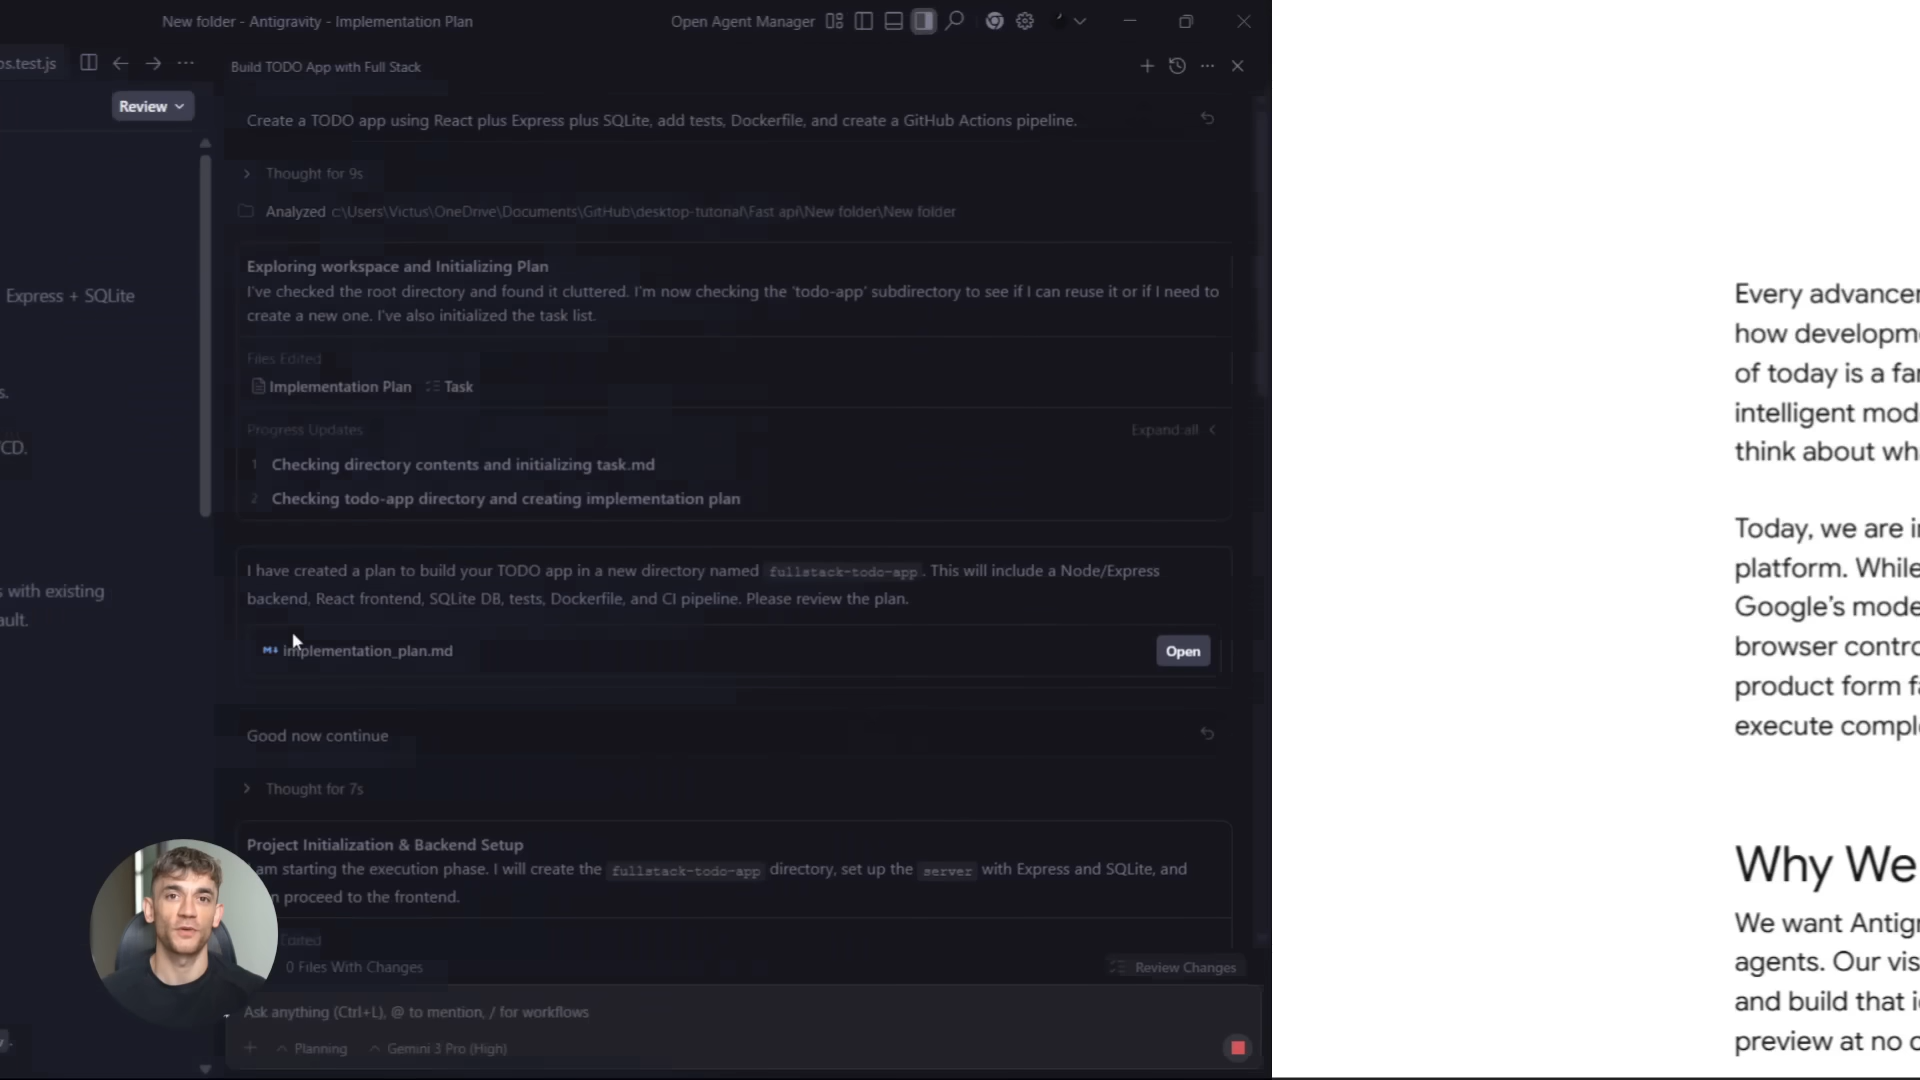 New folder - Antigravity - Implementation Plan
Open Agent Manager
os.test.js
Build TODO App with Full Stack
Review
Create a TODO app using React plus Express plus SQLite, add tests, Dockerfile, and create a GitHub Actions pipeline.
Thought for 9s
Analyzed c:\Users\Victus\OneDrive\Documents\GitHub\desktop-tutonal\Fast api\New folder\New folder
Exploring workspace and Initializing Plan
I've checked the root directory and found it cluttered. I'm now checking the 'todo-app' subdirectory to see if I can reuse it or if I need to
create a new one. I've also initialized the task list.
Files Edited
Implementation Plan Task
Progress Updates
Expand all
1 Checking directory contents and initializing task.md
2 Checking todo-app directory and creating implementation plan
I have created a plan to build your TODO app in a new directory named fullstack-todo-app. This will include a Node/Express
backend, React frontend, SQLite DB, tests, Dockerfile, and CI pipeline. Please review the plan.
implementation_plan.md
Open
Good now continue
Thought for 7s
Project Initialization & Backend Setup
am starting the execution phase. I will create the fullstack-todo-app directory, set up the server with Express and SQLite, and
n proceed to the frontend.
Edited
0 Files With Changes
Review Changes
Ask anything (Ctrl+L), @ to mention, / for workflows
Planning
Gemini 3 Pro (High)
Express + SQLite
s.
CD.
s with existing
ault.
Every advancer
how developme
of today is a far
intelligent mod
think about wha
Today, we are in
platform. While
Google's mode
browser contro
product form fa
execute comple
Why We
We want Antigr
agents. Our vis
and build that i
preview at no c